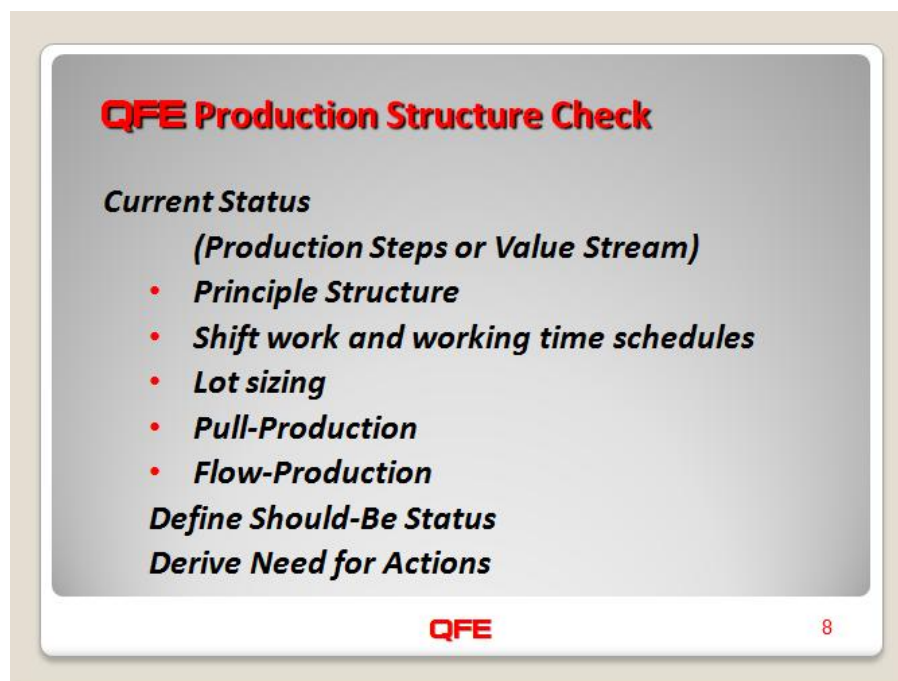 QFE Production Structure Check
Current Status
(Production Steps or Value Stream)
• Principle Structure
• Shift work and working time schedules
• Lot sizing
• Pull-Production
• Flow-Production
Define Should-Be Status
Derive Need for Actions
QFE
8